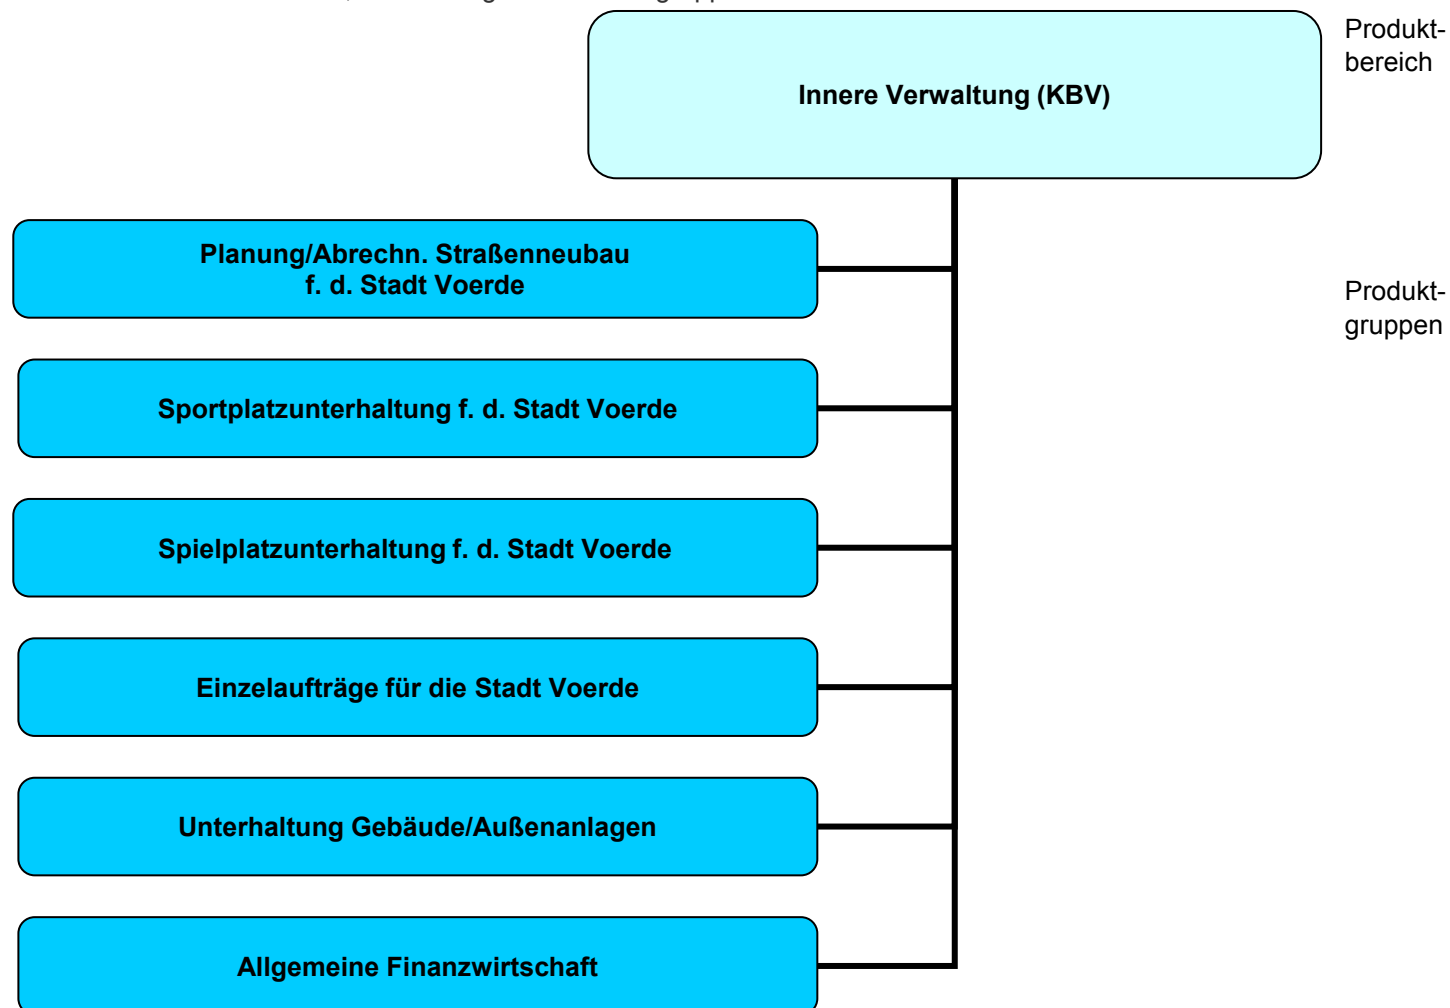 Produkt-
bereich
Innere Verwaltung (KBV)
Planung/Abrechn. Straßenneubau
f. d. Stadt Voerde
Produkt-
gruppen
Sportplatzunterhaltung f. d. Stadt Voerde
Spielplatzunterhaltung f. d. Stadt Voerde
Einzelaufträge für die Stadt Voerde
Unterhaltung Gebäude/Außenanlagen
Allgemeine Finanzwirtschaft